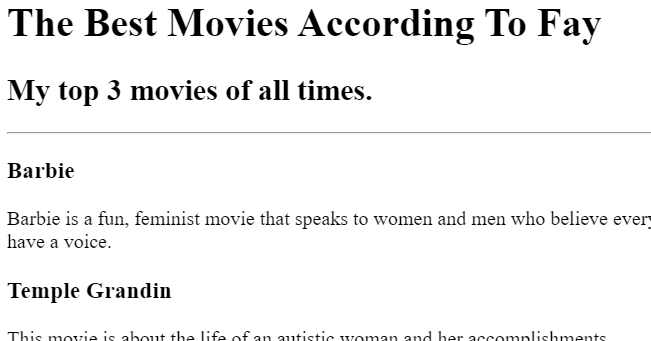 The Best Movies According To Fay
My top 3 movies of all times.
Barbie
Barbie is a fun, feminist movie that speaks to women and men who believe
have a voice.
Temple Grandin
This movie is about the life of an autistic woman and her accomplishments